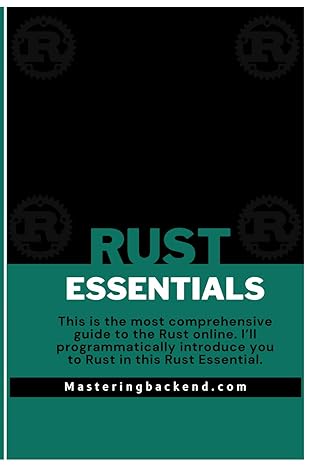 RUST
ESSENTIALS
This is the most comprehensive
guide to the Rust online. I'll
programmatically introduce you
to Rust in this Rust Essential.
Masteringbackend.com